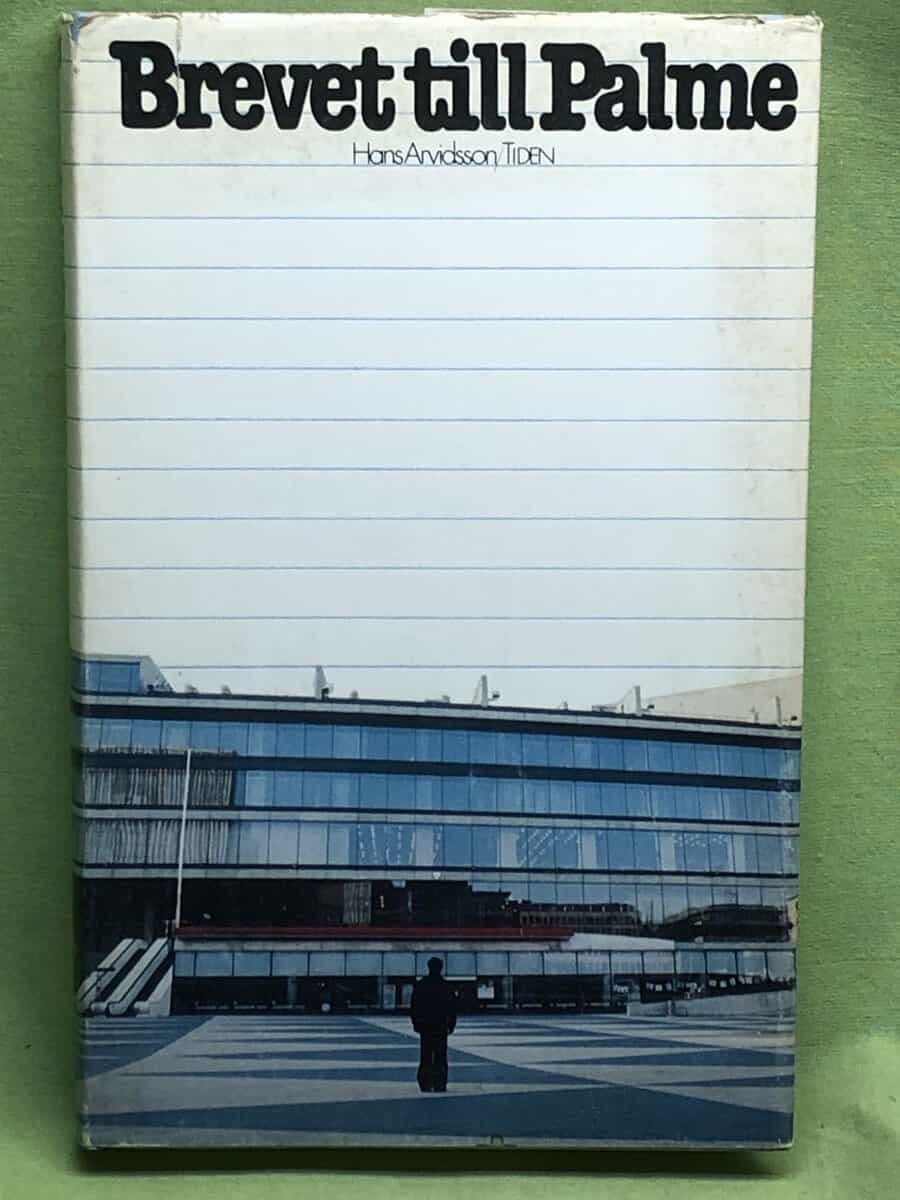 Brevet till Palme
Hans Arvidsson/TIDEN